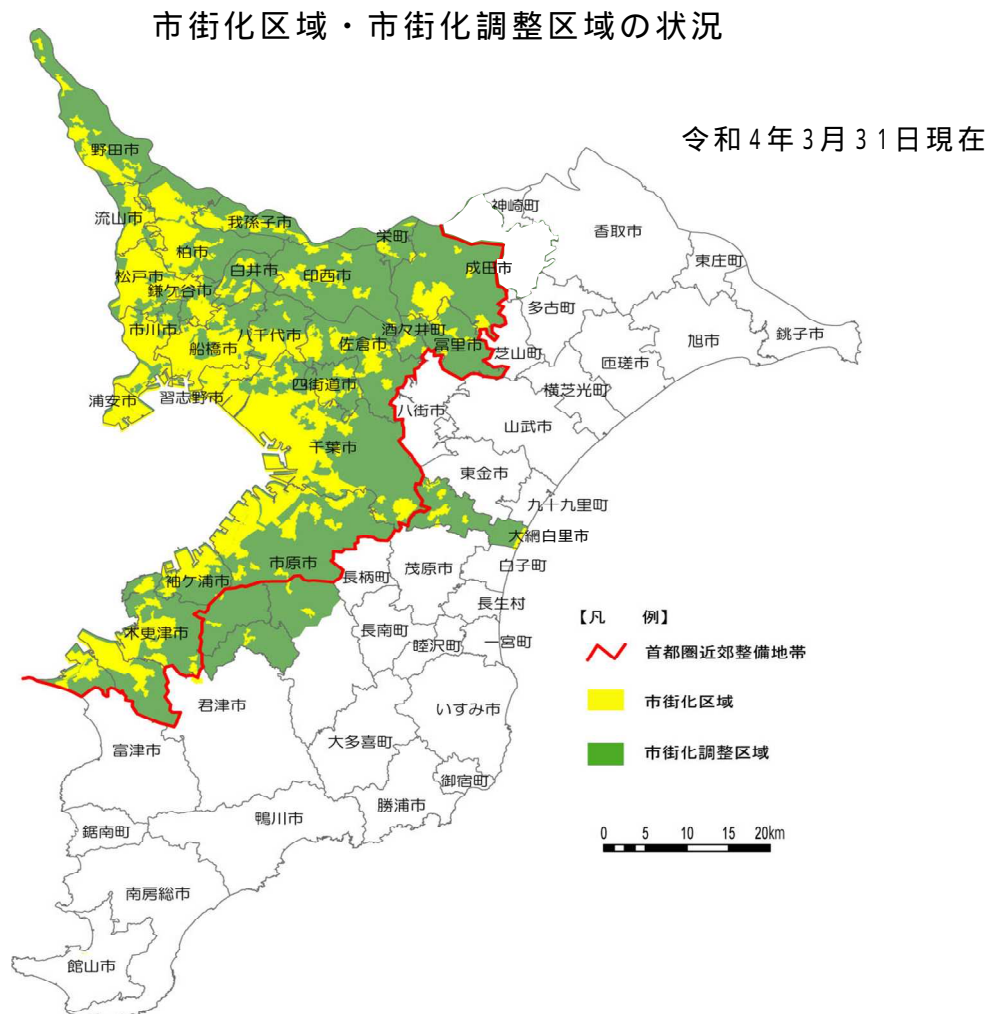 市街化区域・市街化調整区域の状況
令和4年3月31日現在
野田市
神崎町
香取市
流山市
我孫子市
栄町
柏市
東庄町
成田市
松戸市
白井市
印西市
鎌ケ谷市
多古町
市川市
八千代市
酒々井町
旭市
銚子市
船橋市
佐倉市
富里市
芝山町
匝瑳市
四街道市
横芝光町
浦安市
習志野市
八街市
山武市
千葉市
東金市
九十九里町
大網白里市
市原市
長柄町
茂原市
白子町
袖ケ浦市
長生村
木更津市
長南町
睦沢町
一宮町
君津市
いすみ市
富津市
大多喜町
御宿町
勝浦市
鴨川市
鋸南町
南房総市
館山市
【凡 例】
首都圏近郊整備地帯
市街化区域
市街化調整区域
0 5 10 15 20km